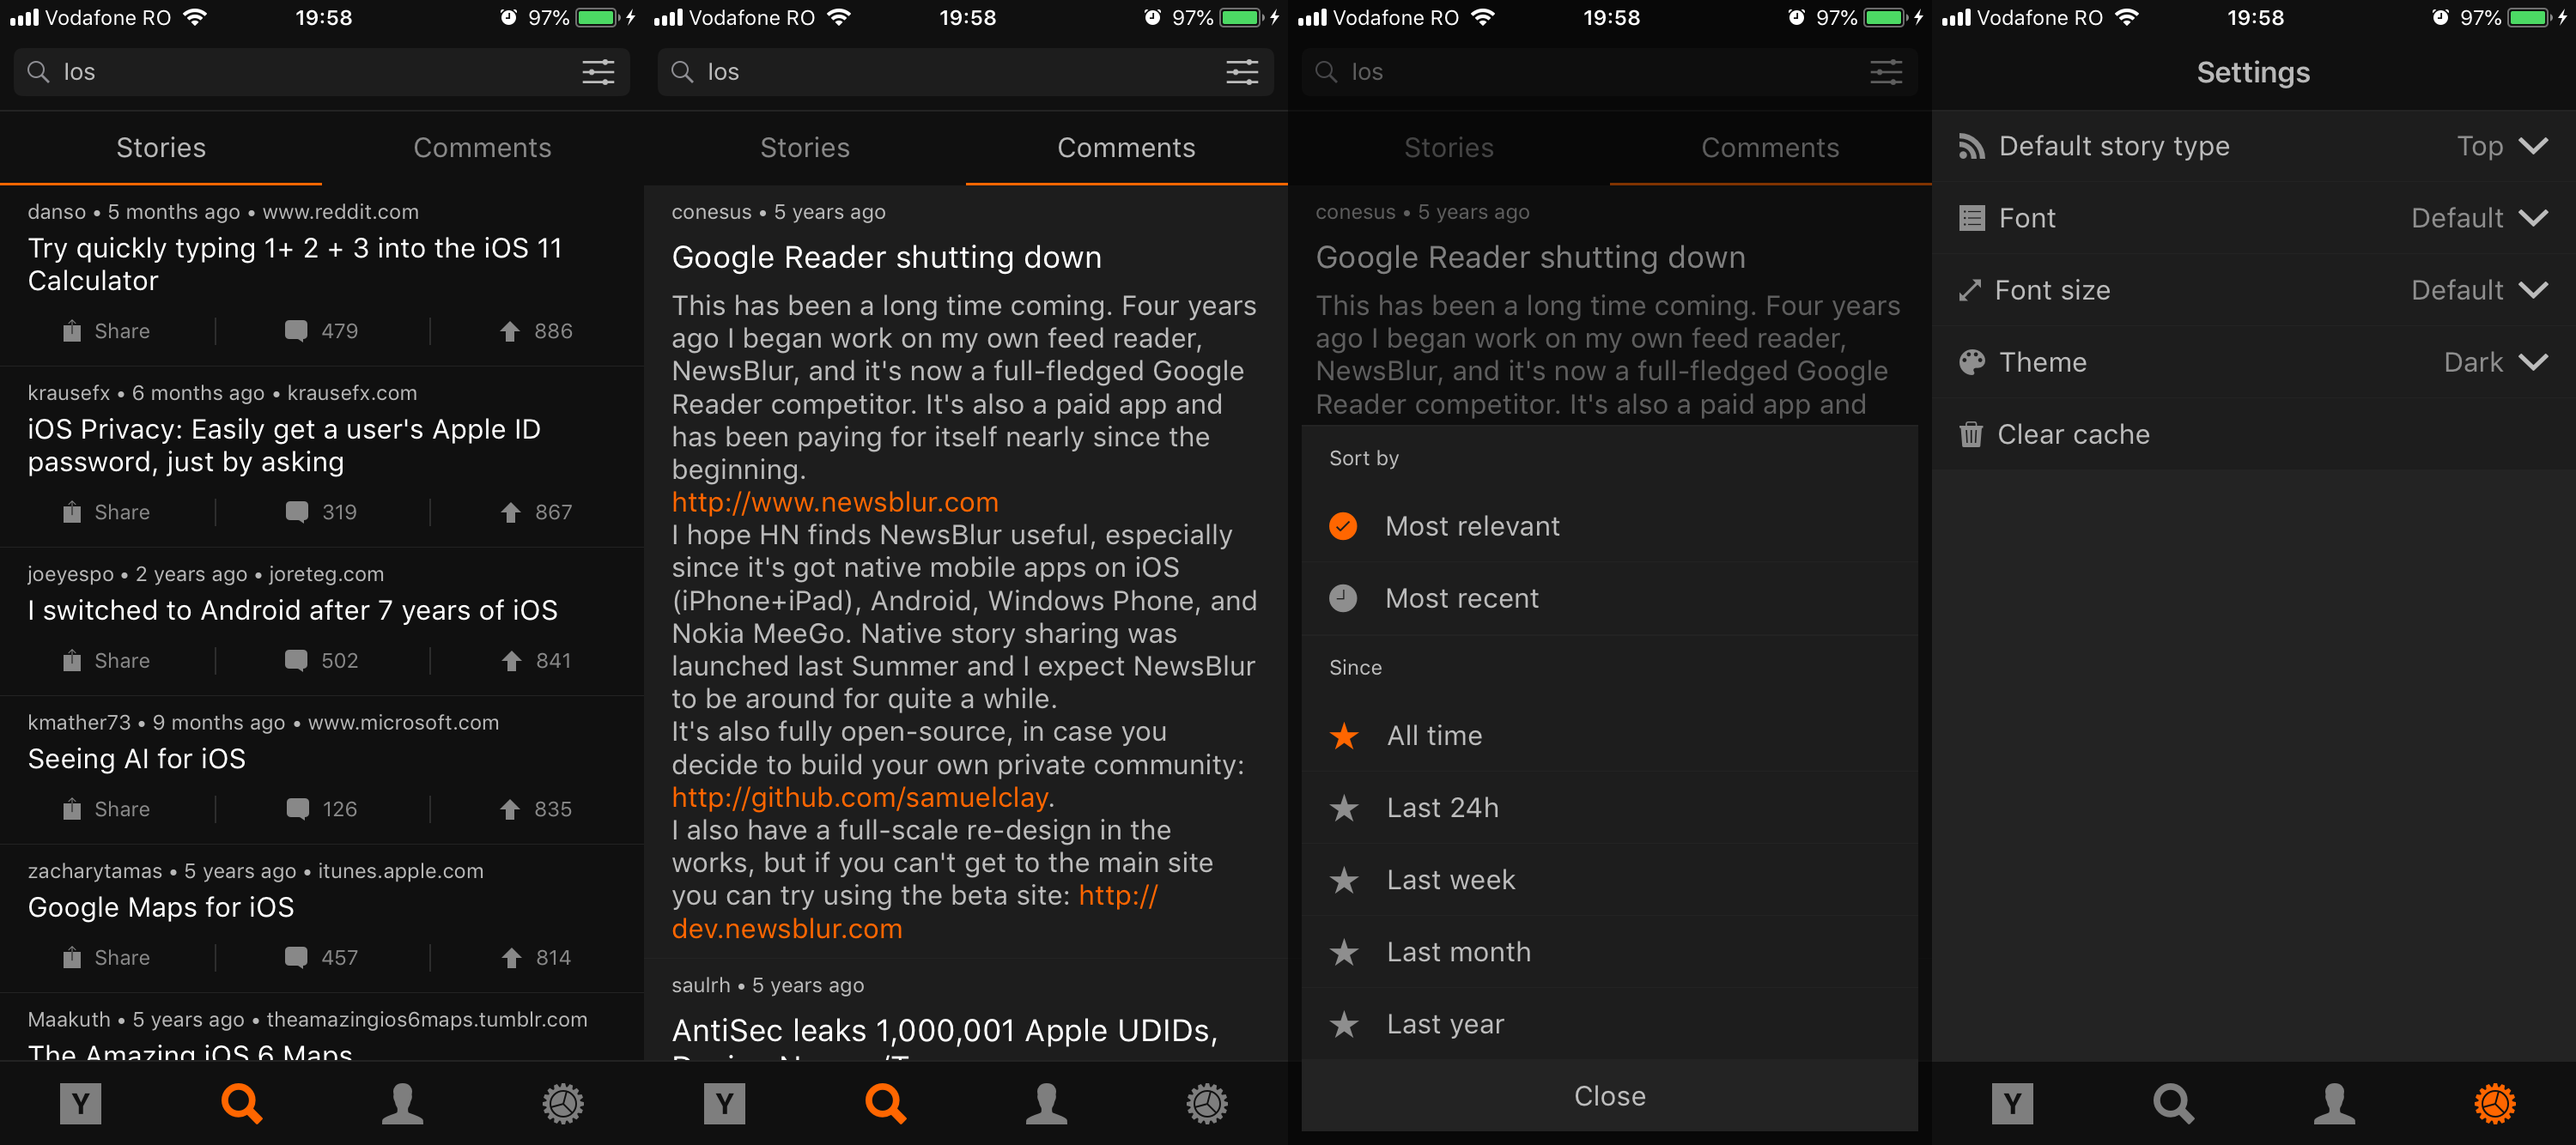 Vodafone RO 19:58 97%
los
Stories Comments
danso • 5 months ago • www.reddit.com
Try quickly typing 1+ 2 + 3 into the iOS 11
Calculator
Share 479 886
krausefx • 6 months ago • krausefx.com
iOS Privacy: Easily get a user's Apple ID
password, just by asking
Share 319 867
joeyespo • 2 years ago • joreteg.com
I switched to Android after 7 years of iOS
Share 502 841
kmather73 • 9 months ago • www.microsoft.com
Seeing AI for iOS
Share 126 835
zacharytamas • 5 years ago • itunes.apple.com
Google Maps for iOS
Share 457 814
Maakuth • 5 years ago • theamazingios6maps.tumblr.com
The Amazing iOS 6 Maps
Y
Vodafone RO 19:58 97%
los
Stories Comments
conesus • 5 years ago
Google Reader shutting down
This has been a long time coming. Four years
ago I began work on my own feed reader,
NewsBlur, and it's now a full-fledged Google
Reader competitor. It's also a paid app and
has been paying for itself nearly since the
beginning.
http://www.newsblur.com
I hope HN finds NewsBlur useful, especially
since it's got native mobile apps on iOS
(iPhone+iPad), Android, Windows Phone, and
Nokia MeeGo. Native story sharing was
launched last Summer and I expect NewsBlur
to be around for quite a while.
It's also fully open-source, in case you
decide to build your own private community:
http://github.com/samuelclay.
I also have a full-scale re-design in the
works, but if you can't get to the main site
you can try using the beta site: http://
dev.newsblur.com
saulrh • 5 years ago
AntiSec leaks 1,000,001 Apple UDIDs,
Y
Vodafone RO 19:58 97%
los
Stories Comments
conesus • 5 years ago
Google Reader shutting down
This has been a long time coming. Four years
ago I began work on my own feed reader,
NewsBlur, and it's now a full-fledged Google
Reader competitor. It's also a paid app and
Sort by
Most relevant
Most recent
Since
All time
Last 24h
Last week
Last month
Last year
Close
Vodafone RO 19:58 97%
Settings
Default story type Top
Font Default
Font size Default
Theme Dark
Clear cache
Y